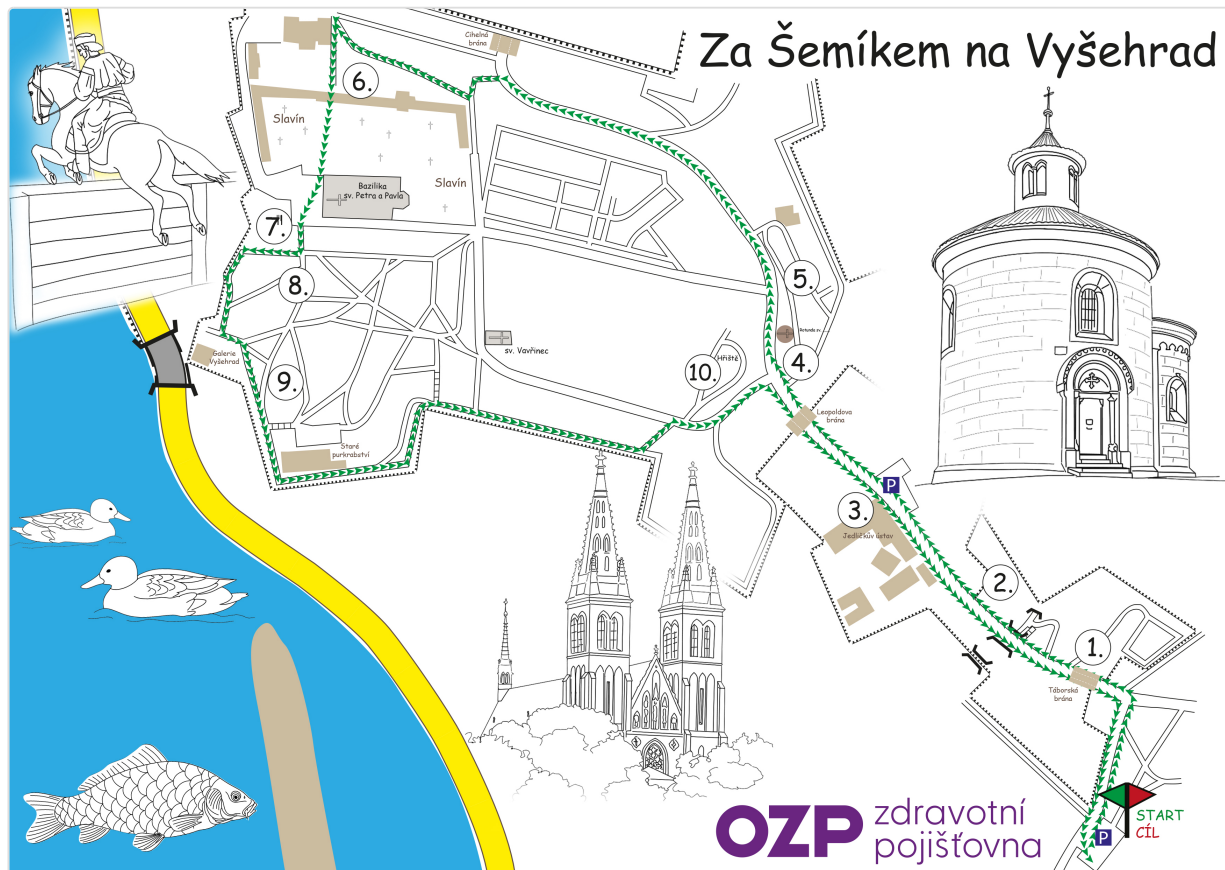 Za Šemíkem na Vyšehrad
Cihelná
brána
6.
Slavín
Slavín
Bazilika
sv. Petra a Pavla
7.
8.
5.
Rotunda sv.
4.
sv. Vavřinec
Hřiště
10.
Galerie
Vyšehrad
9.
Leopoldova
brána
Staré
purkrabství
P
3.
Jedličkův ústav
2.
1.
Táborská
brána
START
CÍL
P
OZP zdravotní
pojišťovna